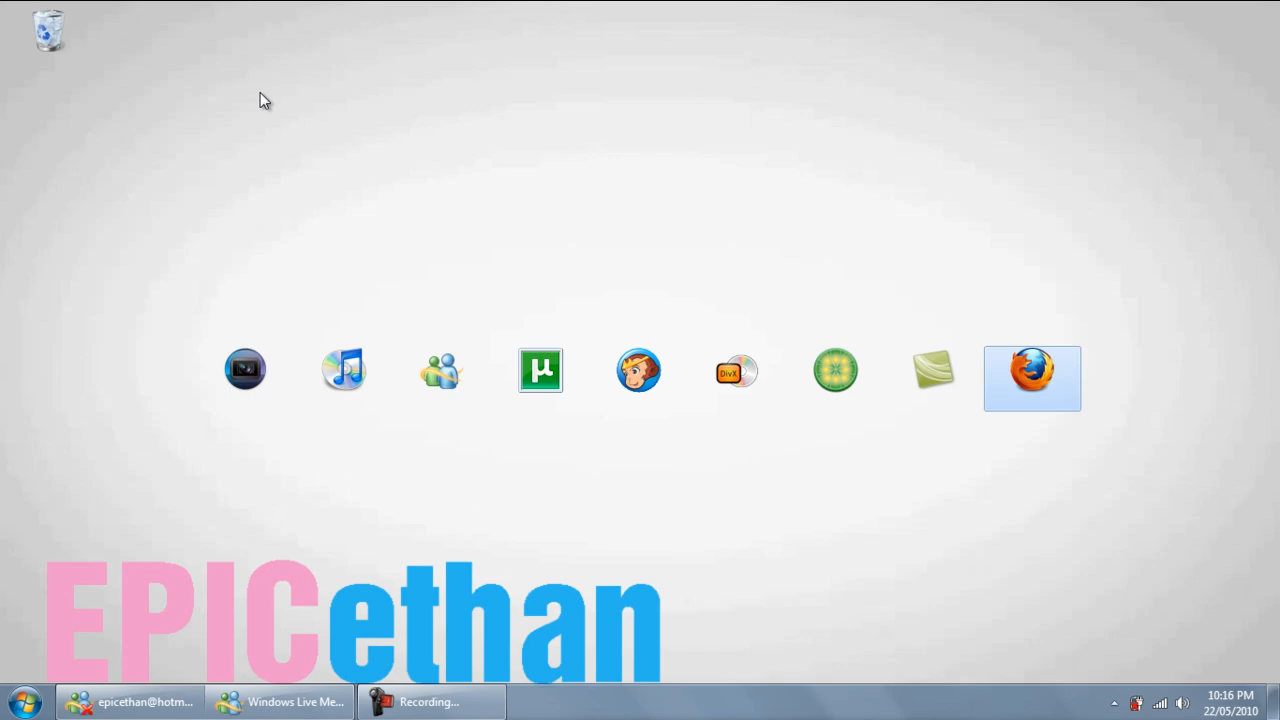 µ
DivX
EPICethan
epicethan@hotm...
Windows Live Me...
Recording...
10:16 PM
22/05/2010